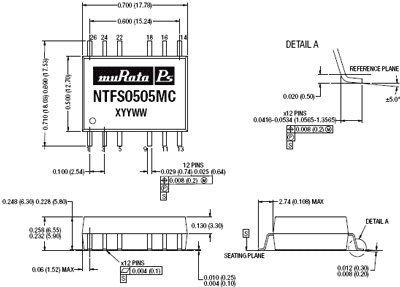 0.700 (17.78)
0.600 (15.24)
26 24 22 18 16 14
0.710 (18.03) 0.690 (17.53)
0.500 (12.70)
muRata Ps
NTFS0505MC
XYYWW
1 3 5 9 11 13
0.100 (2.54)
12 PINS
0.029 (0.74) 0.025 (0.64)
0.008 (0.2) M
P
S
DETAIL A
REFERENCE PLANE
0.020 (0.50)
±5.0°
x12 PINS
0.0416-0.0534 (1.0565-1.3565)
0.008 (0.2) M
P
S
0.248 (6.30) 0.228 (5.80)
0.258 (6.55)
0.232 (5.90)
0.130 (3.30)
0.06 (1.52) MAX
x12 PINS
0.004 (0.1)
S
0.010 (0.25)
0.004 (0.10)
2.74 (0.108) MAX
S
DETAIL A
SEATING PLANE
0.012 (0.30)
0.008 (0.20)